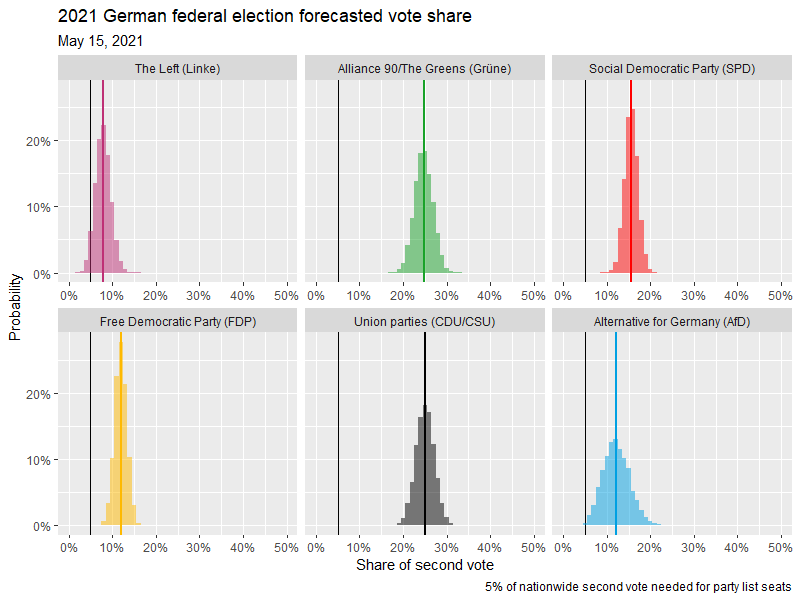 2021 German federal election forecasted vote share
May 15, 2021
The Left (Linke) Alliance 90/The Greens (Grüne) Social Democratic Party (SPD)
20%
10%
0%
0% 10% 20% 30% 40% 50% 0% 10% 20% 30% 40% 50% 0% 10% 20% 30% 40% 50%
Probability
Free Democratic Party (FDP) Union parties (CDU/CSU) Alternative for Germany (AfD)
20%
10%
0%
0% 10% 20% 30% 40% 50% 0% 10% 20% 30% 40% 50% 0% 10% 20% 30% 40% 50%
Share of second vote
5% of nationwide second vote needed for party list seats